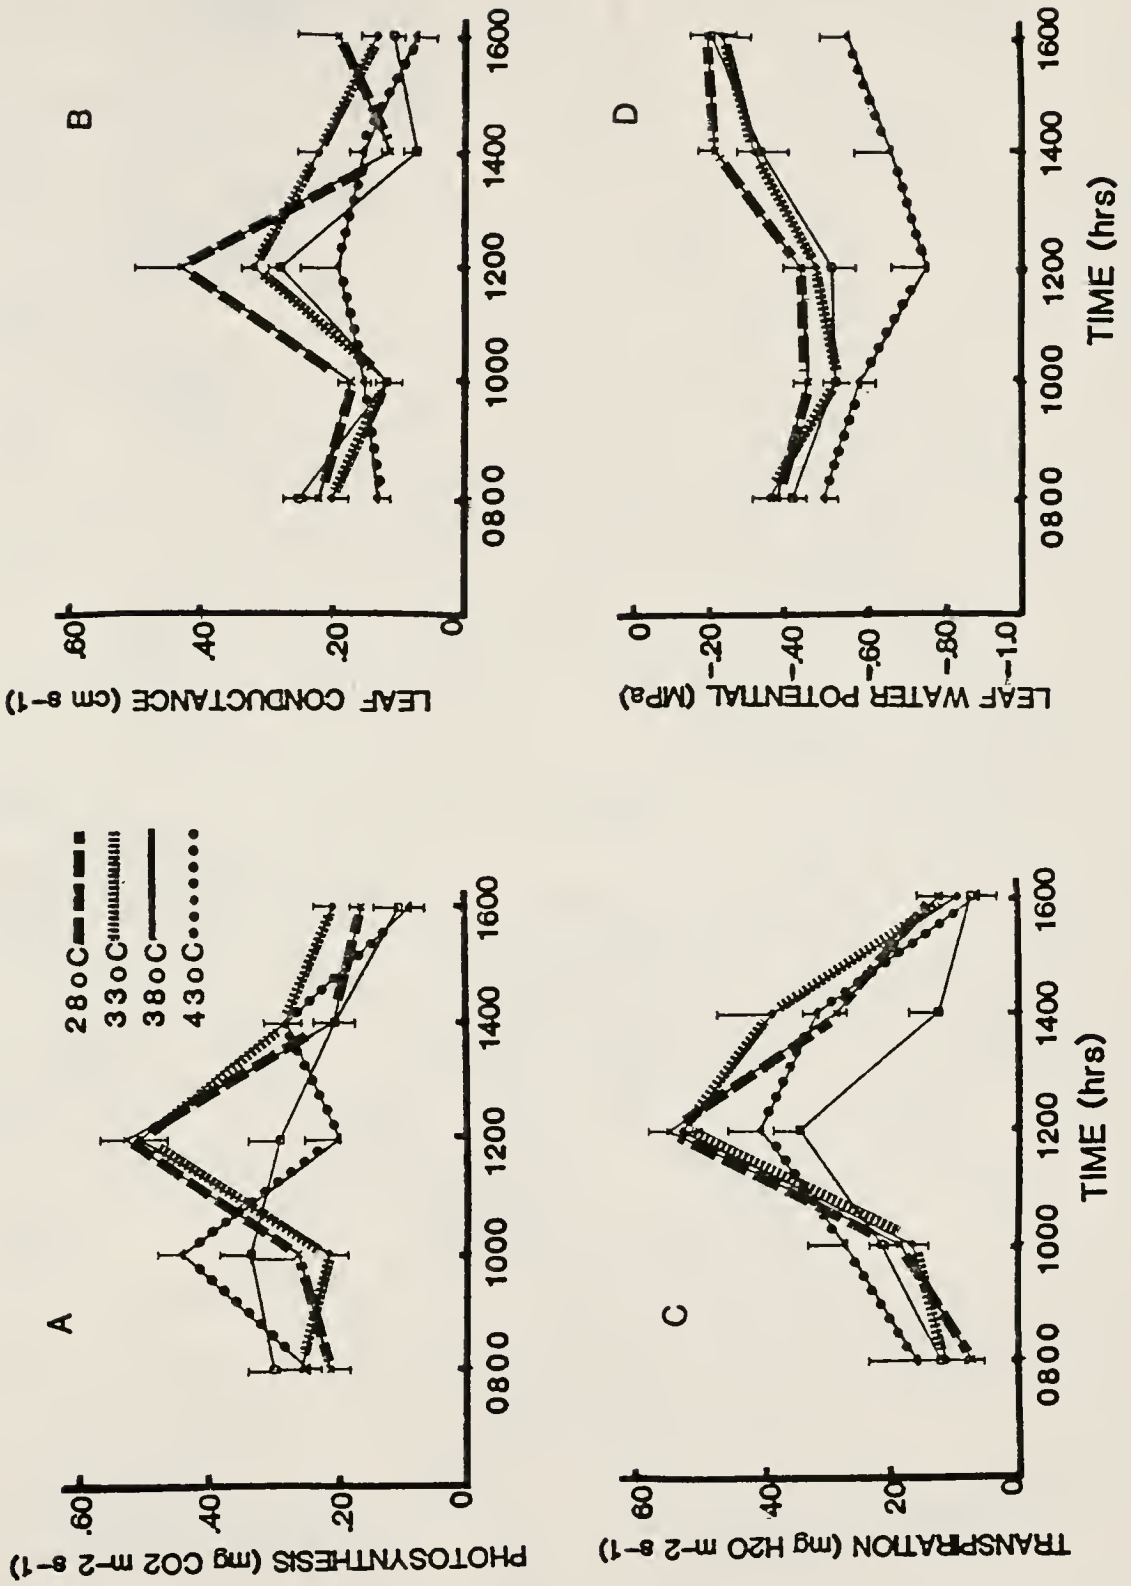 A
28oC
33oC
38oC
43oC
PHOTOSYNTHESIS (mg CO2 m-2 s-1)
.60
.40
.20
0
0800
1000
1200
1400
1600
B
LEAF CONDUCTANCE (cm s-1)
.60
.40
.20
0
0800
1000
1200
1400
1600
C
TRANSPIRATION (mg H2O m-2 s-1)
.60
.40
.20
0
0800
1000
1200
1400
1600
TIME (hrs)
D
LEAF WATER POTENTIAL (MPa)
0
-.20
-.40
-.60
-.80
-1.0
0800
1000
1200
1400
1600
TIME (hrs)